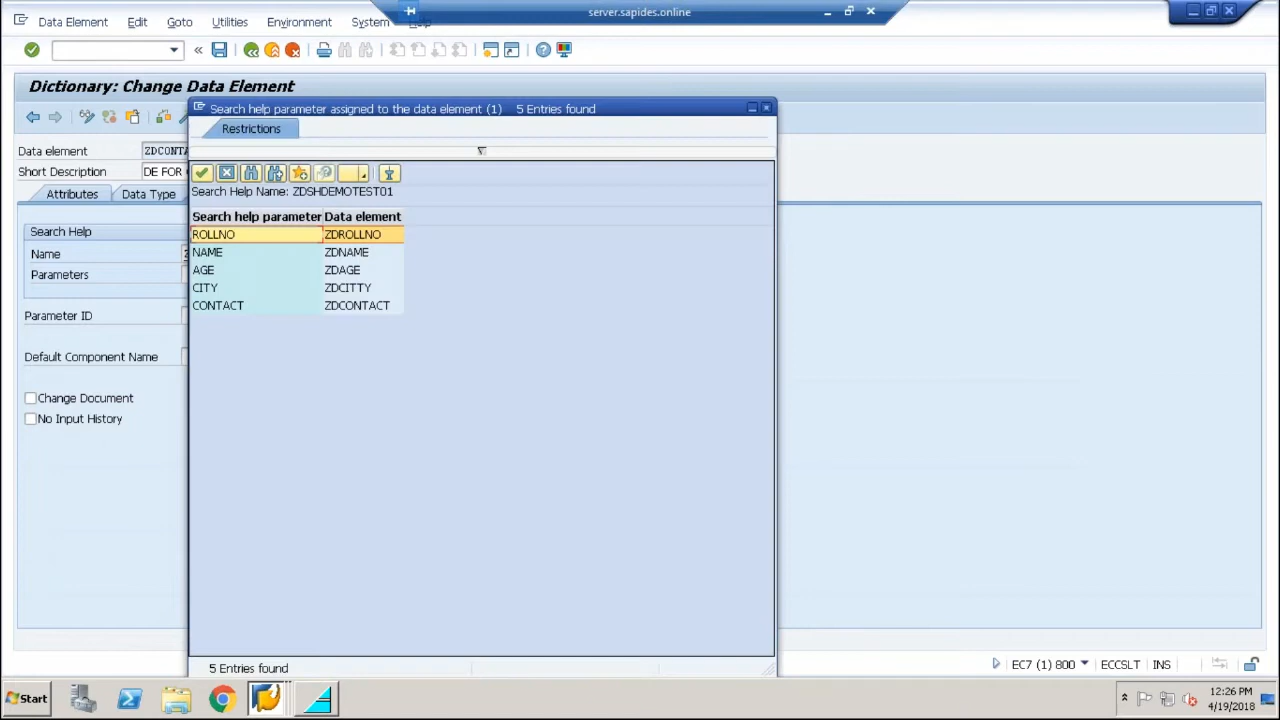 server.sapides.online
Data Element Edit Goto Utilities Environment System Help
Dictionary: Change Data Element
Search help parameter assigned to the data element (1) 5 Entries found
Restrictions
Data element ZDCONTA
Short Description DE FOR
Attributes Data Type
Search Help Name: ZDSHDEMOTEST01
Search help parameter Data element
ROLLNO ZDROLLNO
NAME ZDNAME
AGE ZDAGE
CITY ZDCITTY
CONTACT ZDCONTACT
Search Help
Name
Parameters
Parameter ID
Default Component Name
Change Document
No Input History
5 Entries found
EC7 (1) 800 ECCSLT INS
Start
12:26 PM
4/19/2018